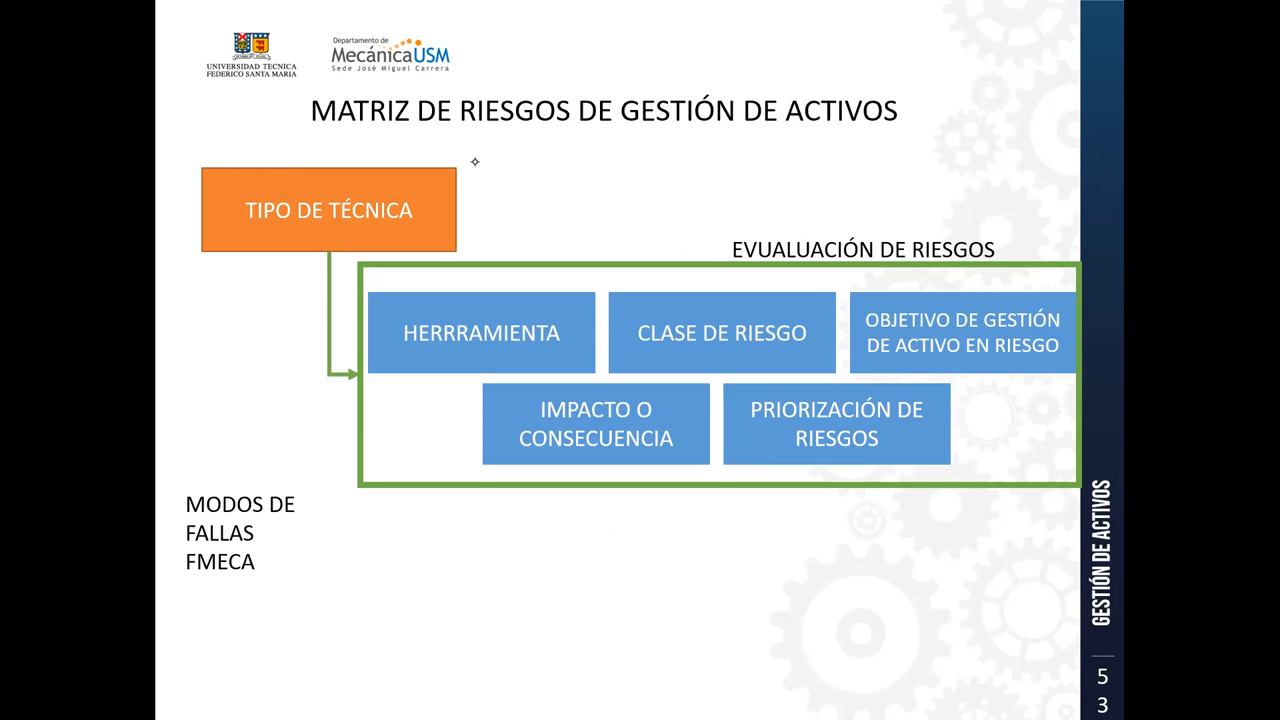 UNIVERSIDAD TECNICA
FEDERICO SANTA MARIA
Departamento de
MecánicaUSM
Sede José Miguel Carrera
MATRIZ DE RIESGOS DE GESTIÓN DE ACTIVOS
TIPO DE TÉCNICA
EVUALUACIÓN DE RIESGOS
HERRRAMIENTA
CLASE DE RIESGO
OBJETIVO DE GESTIÓN
DE ACTIVO EN RIESGO
IMPACTO O
CONSECUENCIA
PRIORIZACIÓN DE
RIESGOS
MODOS DE
FALLAS
FMECA
GESTIÓN DE ACTIVOS
5
3